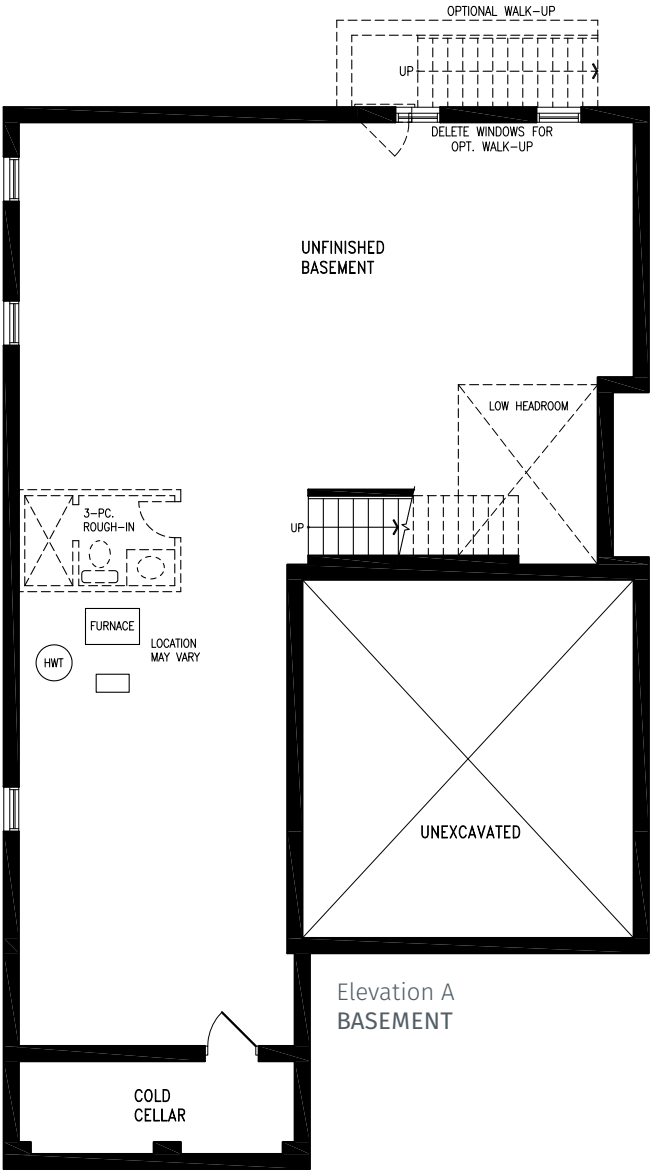 OPTIONAL WALK-UP
UP
DELETE WINDOWS FOR
OPT. WALK-UP
UNFINISHED
BASEMENT
LOW HEADROOM
3-PC.
ROUGH-IN
UP
FURNACE
LOCATION
MAY VARY
HWT
UNEXCAVATED
Elevation A
BASEMENT
COLD
CELLAR